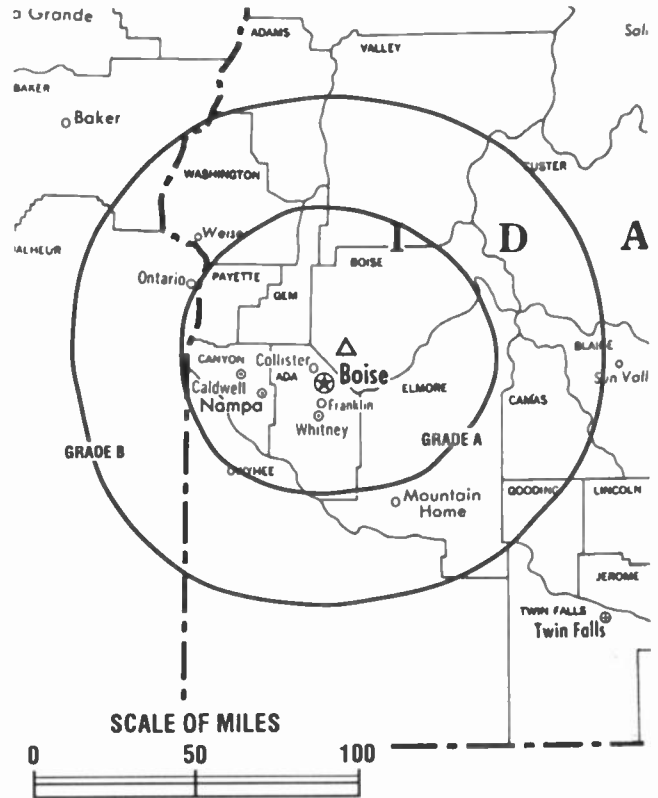 a Grande
ADAMS
VALLEY
BAKER
Baker
CUSTER
WASHINGTON
Weiser
I D A
ALHEUR
PAYETTE
BOISE
Ontario
GEM
BLAINE
CANYON
Collister
ADA
Boise
Sun Vall
Caldwell
ELMORE
CAMAS
Nampa
Franklin
Whitney
GRADE A
GRADE B
OWYHEE
Mountain
Home
GOODING
LINCOLN
JEROME
TWIN FALLS
Twin Falls
SCALE OF MILES
0 50 100